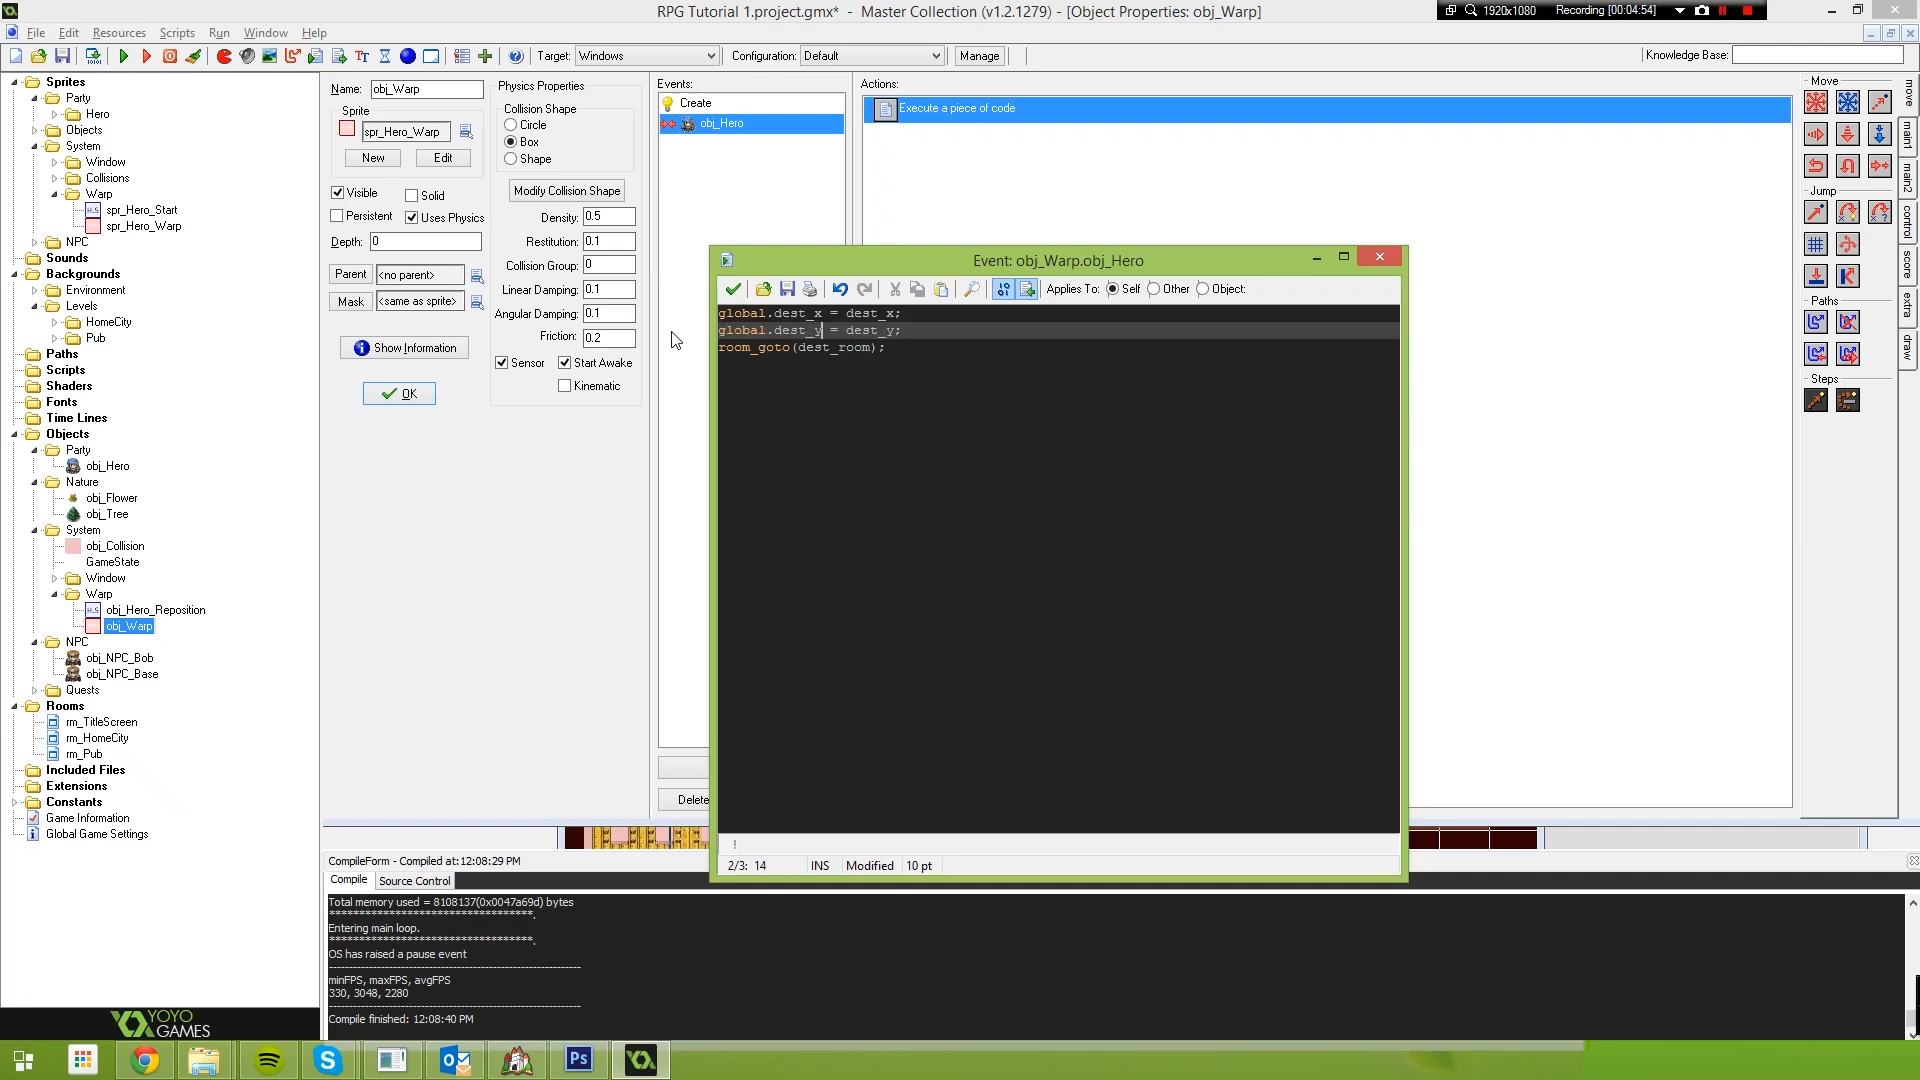 RPG Tutorial 1.project.gmx* - Master Collection (v1.2.1279) - [Object Properties: obj_Warp]
1920x1080 Recording [00:04:54]
File Edit Resources Scripts Run Window Help
Target: Windows Configuration: Default Manage Knowledge Base:
Sprites
Party
Hero
Objects
System
Window
Collisions
Warp
H.S spr_Hero_Start
spr_Hero_Warp
NPC
Sounds
Backgrounds
Environment
Levels
HomeCity
Pub
Paths
Scripts
Shaders
Fonts
Time Lines
Objects
Party
obj_Hero
Nature
obj_Flower
obj_Tree
System
obj_Collision
GameState
Window
Warp
H.S obj_Hero_Reposition
obj_Warp
NPC
obj_NPC_Bob
obj_NPC_Base
Quests
Rooms
rm_TitleScreen
rm_HomeCity
rm_Pub
Included Files
Extensions
Constants
Game Information
Global Game Settings
YOYO
GAMES
Name: obj_Warp
Sprite
spr_Hero_Warp
New Edit
Visible Solid
Persistent Uses Physics
Depth: 0
Parent <no parent>
Mask <same as sprite>
Show Information
OK
Physics Properties
Collision Shape
Circle
Box
Shape
Modify Collision Shape
Density: 0.5
Restitution: 0.1
Collision Group: 0
Linear Damping: 0.1
Angular Damping: 0.1
Friction: 0.2
Sensor Start Awake
Kinematic
Events:
Create
obj_Hero
Delete
Actions:
Execute a piece of code
Event: obj_Warp.obj_Hero
Applies To: Self Other Object:
global.dest_x = dest_x;
global.dest_y = dest_y;
room_goto(dest_room);
!
2/3: 14 INS Modified 10 pt
Move
Jump
Paths
Steps
move
main1
main2
control
score
extra
draw
CompileForm - Compiled at:12:08:29 PM
Compile Source Control
Total memory used = 8108137(0x0047a69d) bytes
***********************************.
Entering main loop.
***********************************.
OS has raised a pause event
minFPS, maxFPS, avgFPS
330, 3048, 2280
Compile finished: 12:08:40 PM
Ps